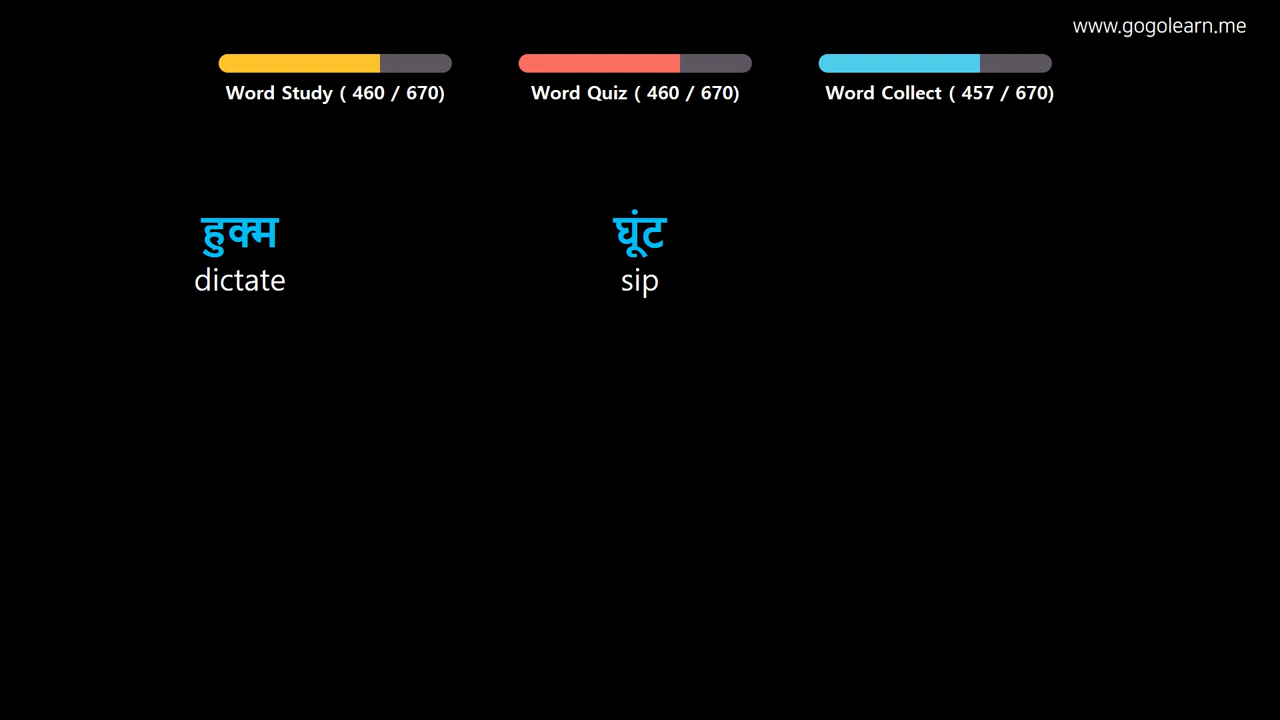 www.gogolearn.me
Word Study ( 460 / 670)
Word Quiz ( 460 / 670)
Word Collect ( 457 / 670)
हुक्म
dictate
घूंट
sip